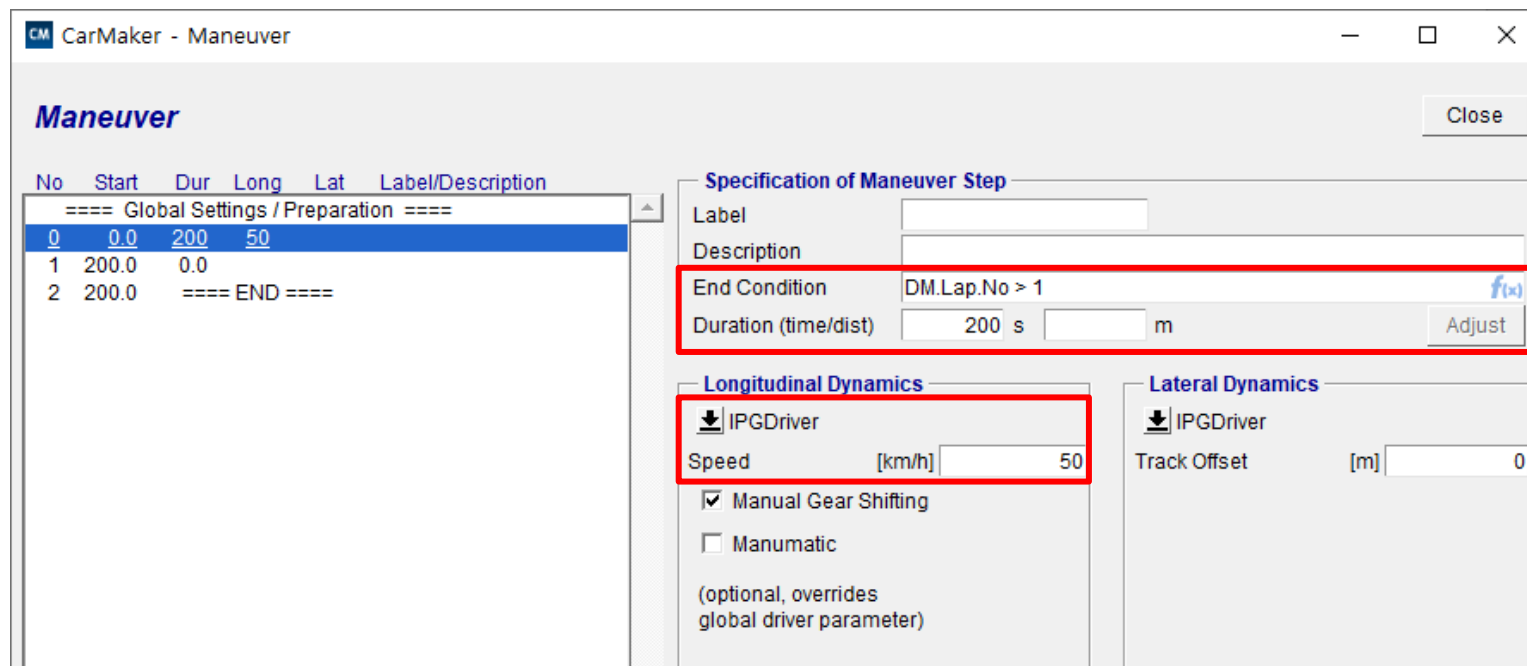 CM CarMaker - Maneuver
Maneuver
Close
No Start Dur Long Lat Label/Description
==== Global Settings / Preparation ====
0 0.0 200 50
1 200.0 0.0
2 200.0 ==== END ====
Specification of Maneuver Step
Label
Description
End Condition DM.Lap.No > 1 f(x)
Duration (time/dist) 200 s m Adjust
Longitudinal Dynamics
IPGDriver
Speed [km/h] 50
Manual Gear Shifting
Manumatic
(optional, overrides
global driver parameter)
Lateral Dynamics
IPGDriver
Track Offset [m] 0